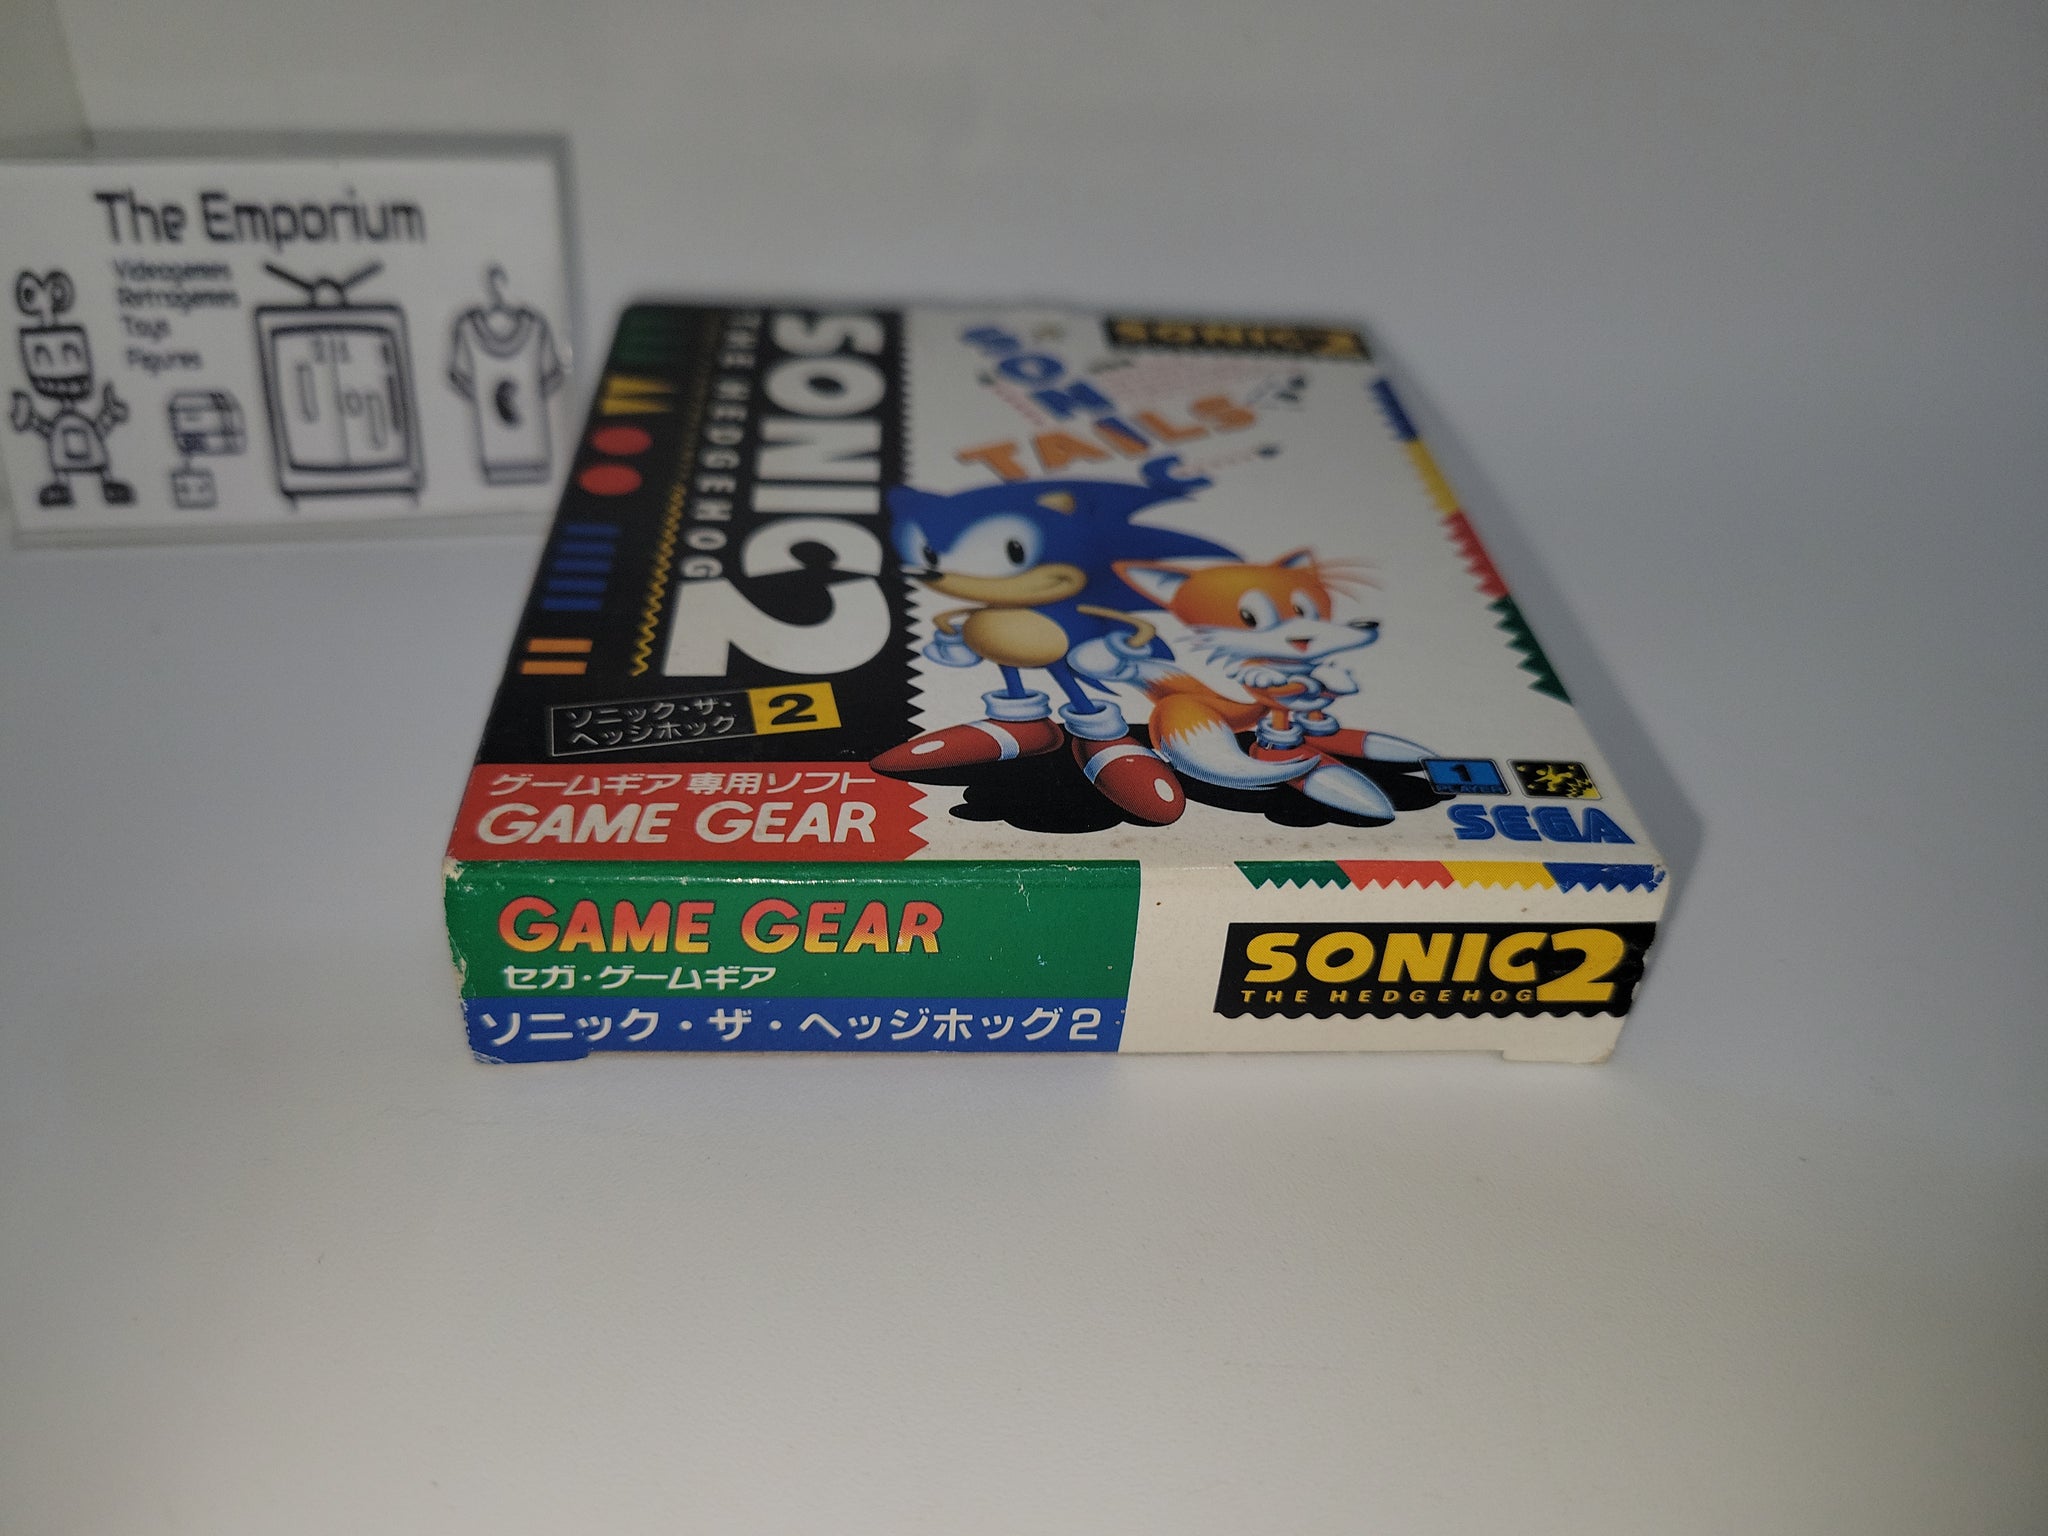 The Emporium
Videogames
Retrogames
Toys
Figures
SONIC 2
THE HEDGEHOG
SONIC 2
SONIC
TAILS
ソニック・ザ・
ヘッジホッグ 2
ゲームギア専用ソフト
GAME GEAR
1
PLAYER
SEGA
GAME GEAR
セガ・ゲームギア
ソニック・ザ・ヘッジホッグ2
SONIC 2
THE HEDGEHOG